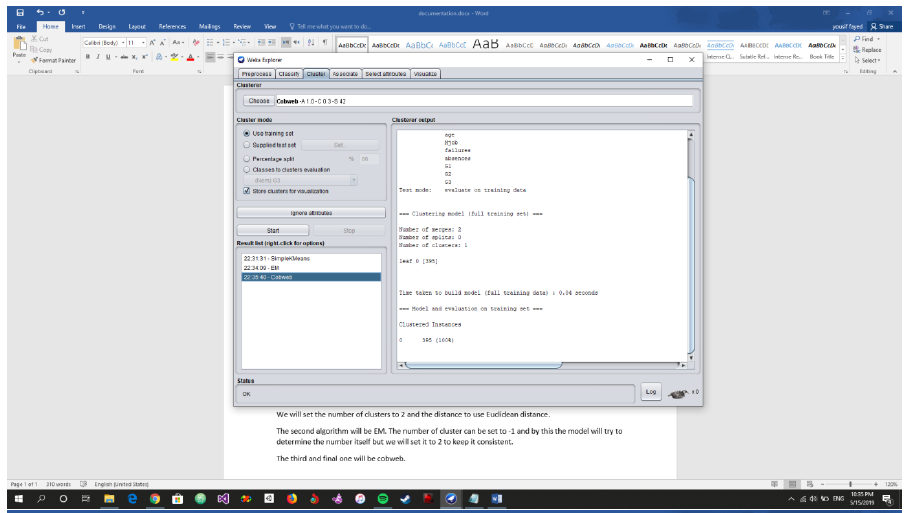 documentation.docx - Word
yousif fayed
Share
File Home Insert Design Layout References Mailings Review View Tell me what you want to do...
Cut
Copy
Format Painter
Paste
Clipboard
Calibri (Body) 11
Font
AaBbCcDc AaBbCcDc AaBbCc AaBbCcC AaB AaBbCcC AaBbCcDc AaBbCcDc AaBbCcDc AaBbCcDc AaBbCcDc AaBbCcDc AaBbCcDc AaBbCcDc AaBbCcDc
Subtle Ref... Intense Re... Book Title
Find
Replace
Select
Editing
Weka Explorer
Preprocess Classify Cluster Associate Select attributes Visualize
Clusterer
Choose Cobweb -A 1.0 -C 0.3 -S 42
Cluster mode
Use training set
Supplied test set Set...
Percentage split % 66
Classes to clusters evaluation
Store clusters for visualization
Ignore attributes
Start Stop
Result list (right-click for options)
22:31:31 - SimpleKMeans
22:34:09 - EM
22:35:40 - Cobweb
Clusterer output
age
Mjob
failures
absences
G1
G2
G3
Test mode: evaluate on training data
=== Clustering model (full training set) ===
Number of merges: 2
Number of splits: 0
Number of clusters: 1
leaf 0 [395]
Time taken to build model (full training data) : 0.04 seconds
=== Model and evaluation on training set ===
Clustered Instances
0 395 (100%)
Status
OK
Log
x 0
We will set the number of clusters to 2 and the distance to use Euclidean distance.
The second algorithm will be EM. The number of cluster can be set to -1 and by this the model will try to
determine the number itself but we will set it to 2 to keep it consistent.
The third and final one will be cobweb.
Page 1 of 1 310 words English (United States)
120%
ENG
10:35 PM
5/15/2019